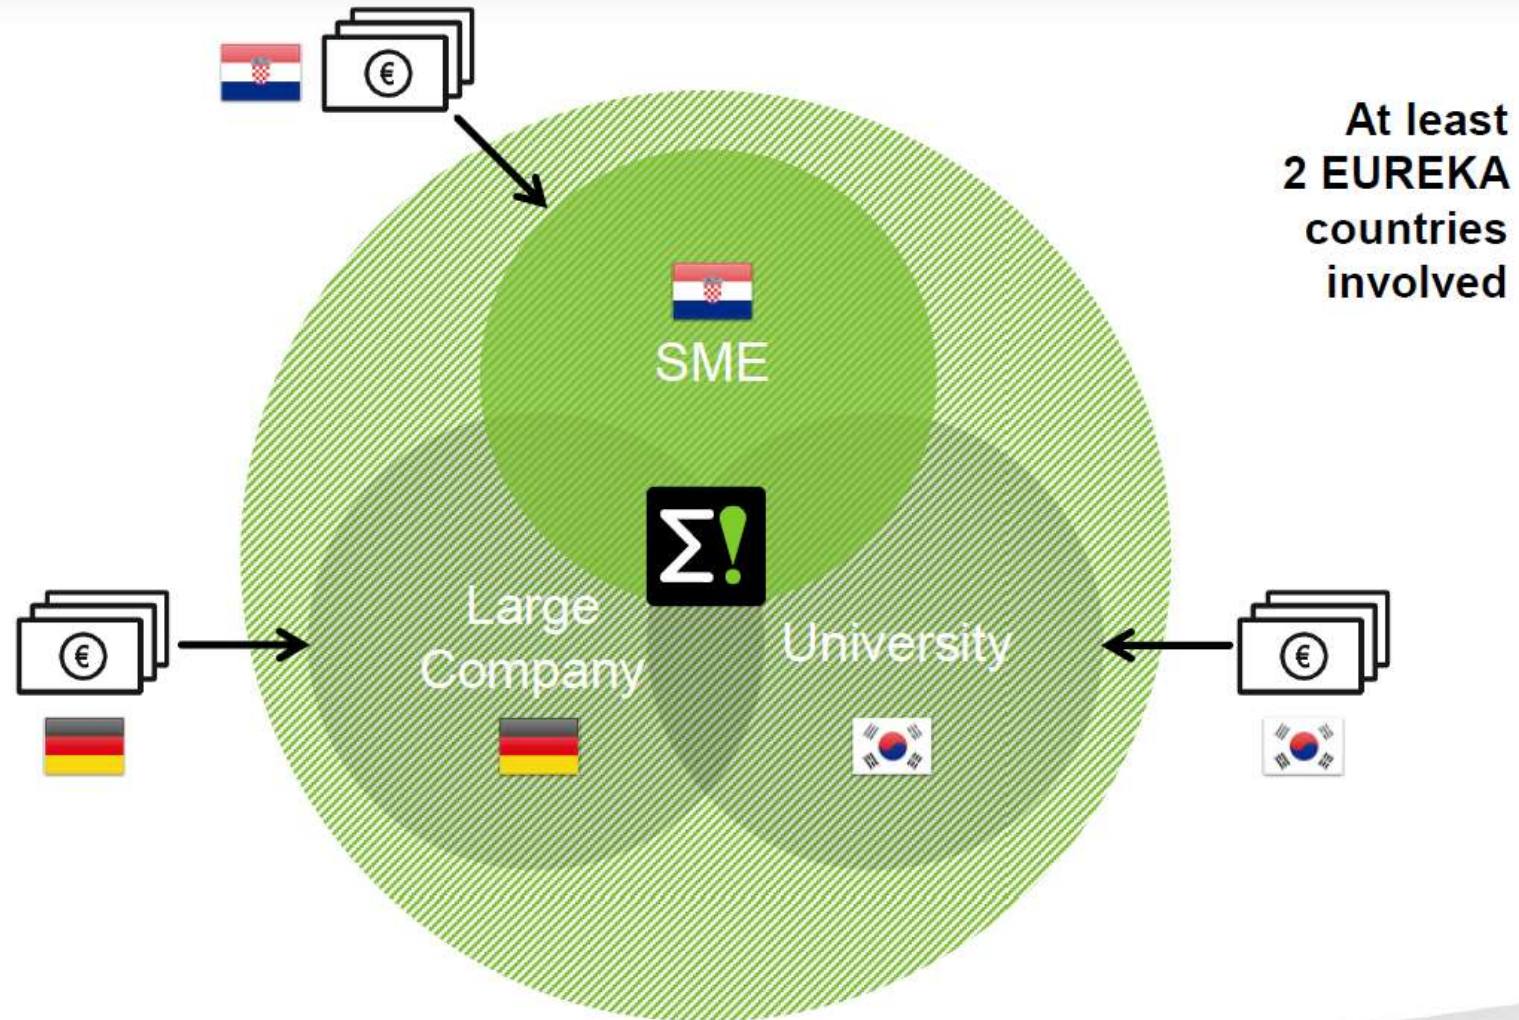 €
At least
2 EUREKA
countries
involved
SME
Σ!
Large
Company
University
€
€